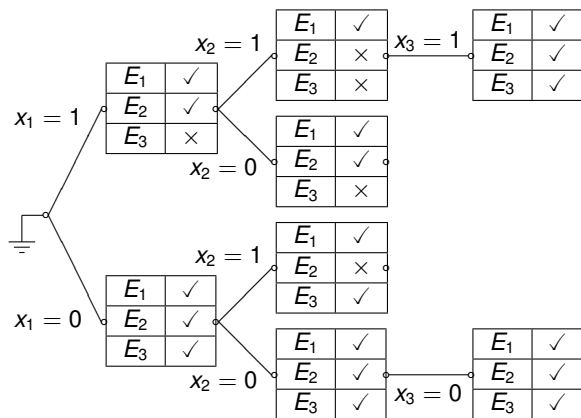 x₂ = 1
E₁ ✓
E₂ ×
E₃ ×
x₃ = 1
E₁ ✓
E₂ ✓
E₃ ✓
x₁ = 1
E₁ ✓
E₂ ✓
E₃ ×
x₂ = 0
E₁ ✓
E₂ ✓
E₃ ×
x₂ = 1
E₁ ✓
E₂ ×
E₃ ✓
x₁ = 0
E₁ ✓
E₂ ✓
E₃ ✓
x₂ = 0
E₁ ✓
E₂ ✓
E₃ ✓
x₃ = 0
E₁ ✓
E₂ ✓
E₃ ✓